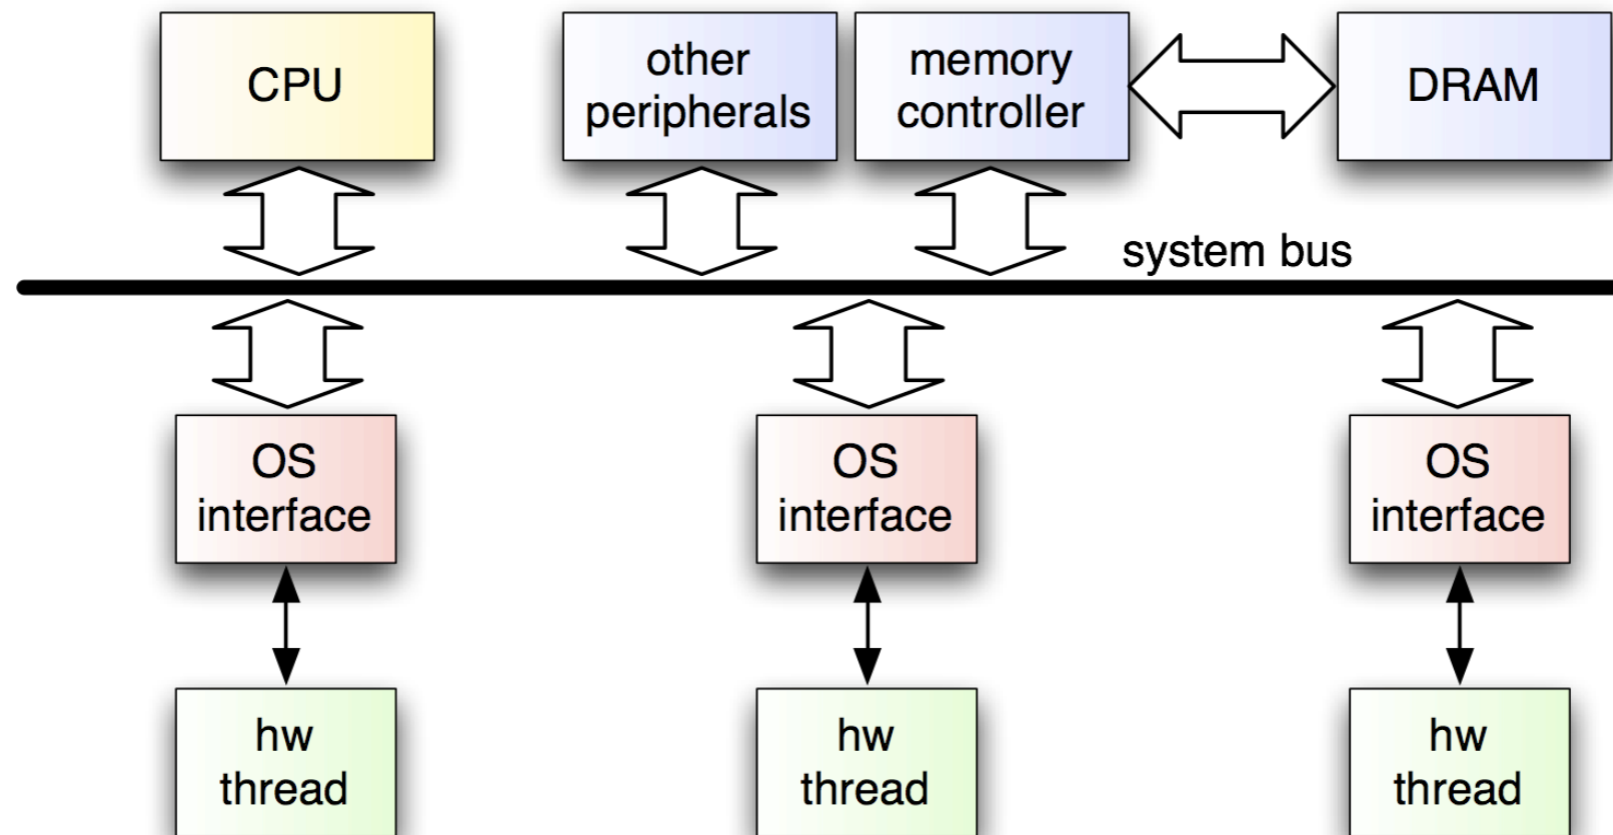 CPU
other
peripherals
memory
controller
DRAM
system bus
OS
interface
OS
interface
OS
interface
hw
thread
hw
thread
hw
thread